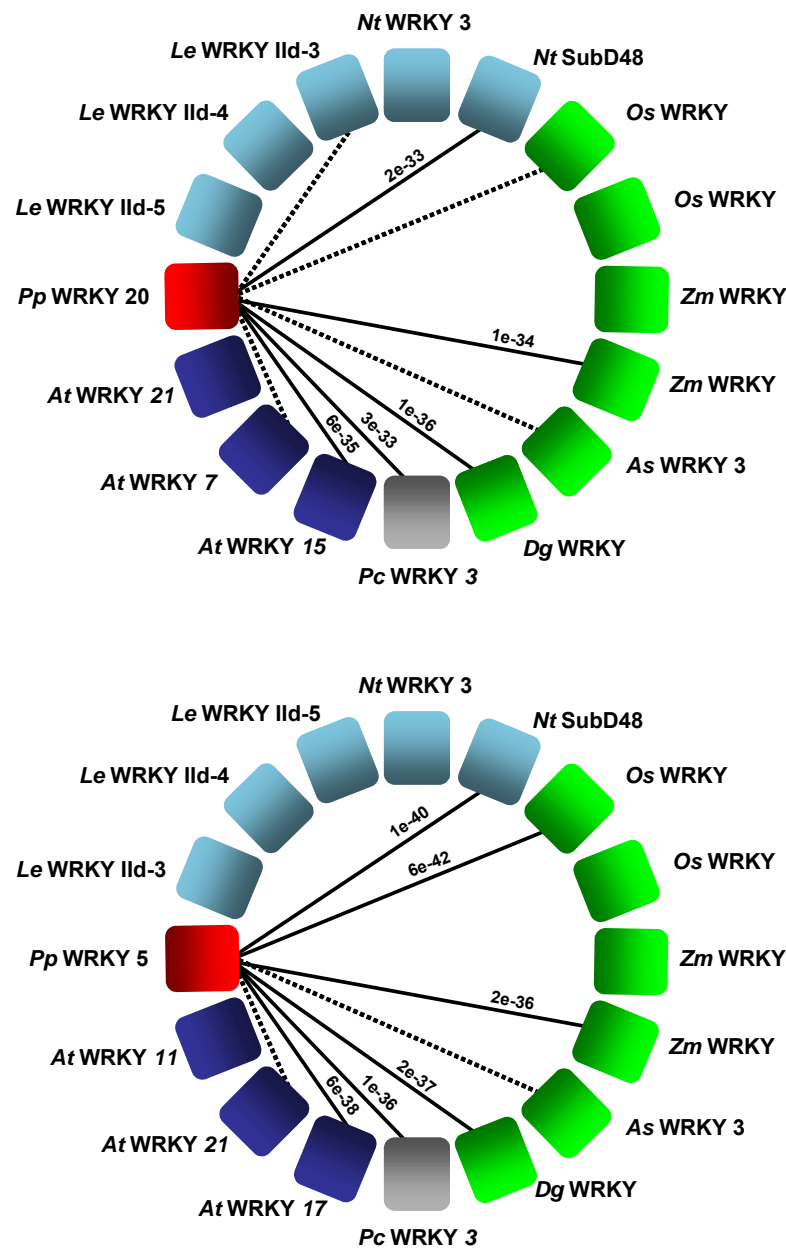 Nt WRKY 3
Le WRKY IId-3
Nt SubD48
Le WRKY IId-4
Os WRKY
Le WRKY IId-5
Os WRKY
2e-33
Pp WRKY 20
Zm WRKY
1e-34
Zm WRKY
At WRKY 21
1e-36
3e-33
6e-35
As WRKY 3
At WRKY 7
At WRKY 15
Dg WRKY
Pc WRKY 3
Nt WRKY 3
Le WRKY IId-5
Nt SubD48
Le WRKY IId-4
Os WRKY
1e-40
6e-42
Le WRKY IId-3
Os WRKY
Pp WRKY 5
Zm WRKY
2e-36
At WRKY 11
Zm WRKY
2e-37
1e-36
6e-38
As WRKY 3
At WRKY 21
Dg WRKY
At WRKY 17
Pc WRKY 3